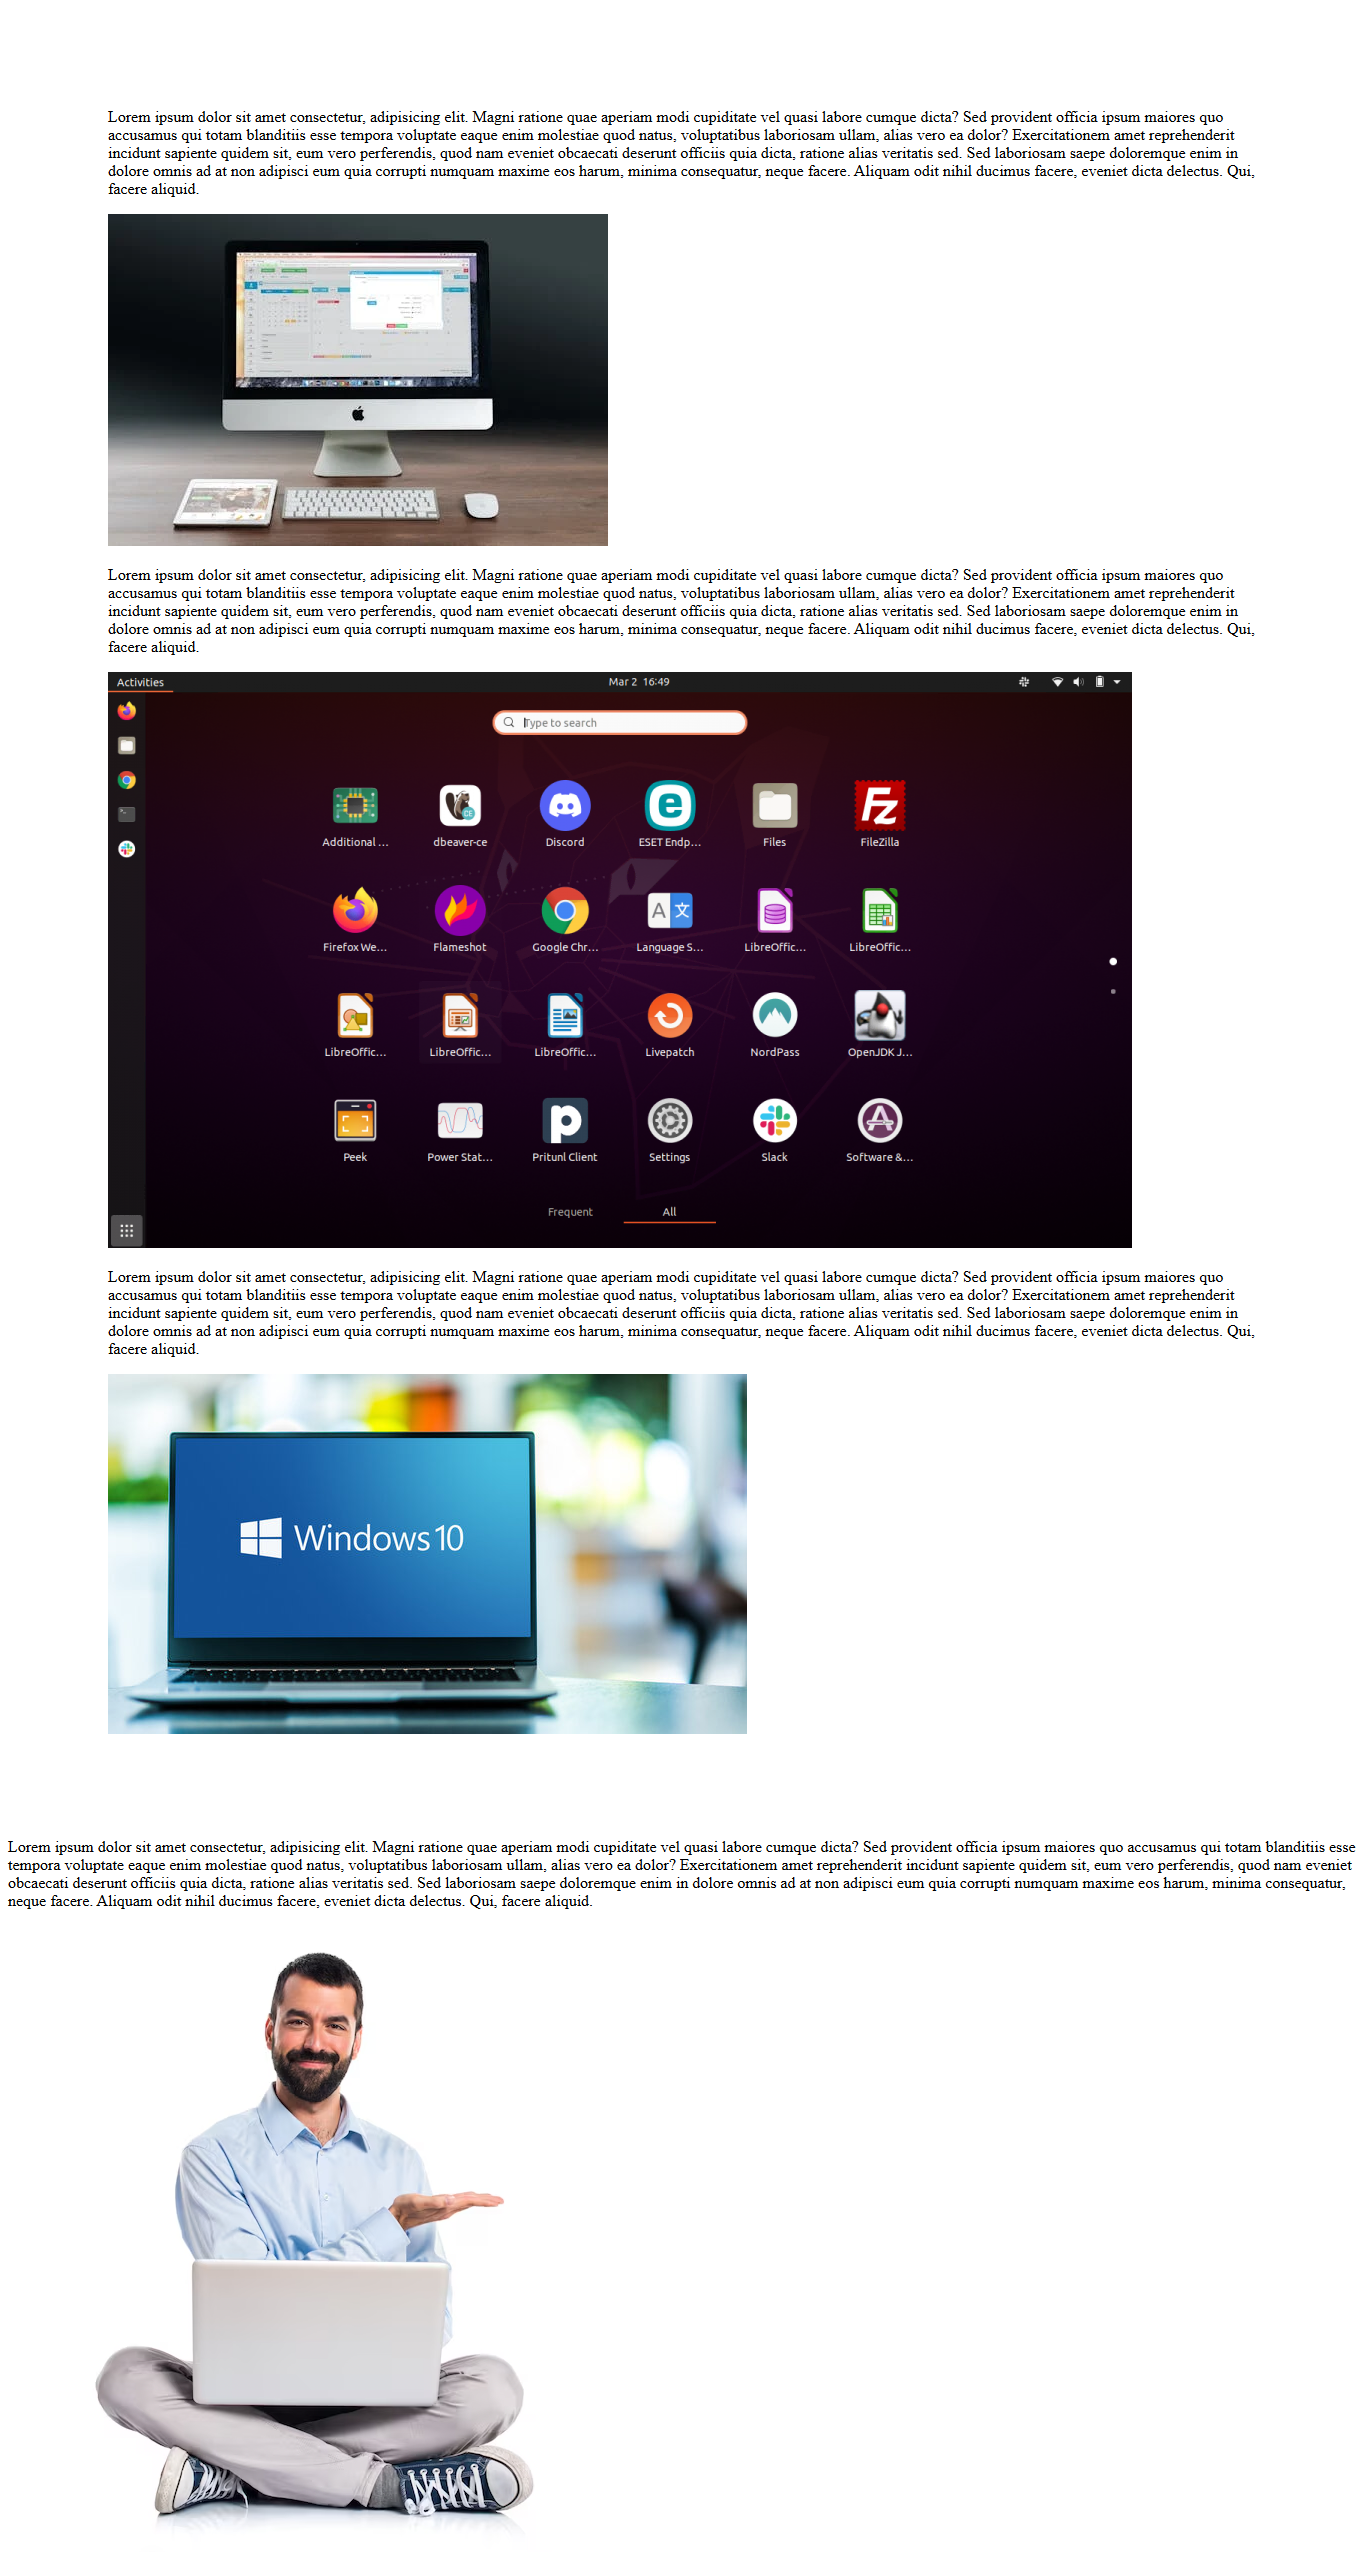 Lorem ipsum dolor sit amet consectetur, adipisicing elit. Magni ratione quae aperiam modi cupiditate vel quasi labore cumque dicta? Sed provident officia ipsum maiores quo
accusamus qui totam blanditiis esse tempora voluptate eaque enim molestiae quod natus, voluptatibus laboriosam ullam, alias vero ea dolor? Exercitationem amet reprehenderit
incidunt sapiente quidem sit, eum vero perferendis, quod nam eveniet obcaecati deserunt officiis quia dicta, ratione alias veritatis sed. Sed laboriosam saepe doloremque enim in
dolore omnis ad at non adipisci eum quia corrupti numquam maxime eos harum, minima consequatur, neque facere. Aliquam odit nihil ducimus facere, eveniet dicta delectus. Qui,
facere aliquid.
Lorem ipsum dolor sit amet consectetur, adipisicing elit. Magni ratione quae aperiam modi cupiditate vel quasi labore cumque dicta? Sed provident officia ipsum maiores quo
accusamus qui totam blanditiis esse tempora voluptate eaque enim molestiae quod natus, voluptatibus laboriosam ullam, alias vero ea dolor? Exercitationem amet reprehenderit
incidunt sapiente quidem sit, eum vero perferendis, quod nam eveniet obcaecati deserunt officiis quia dicta, ratione alias veritatis sed. Sed laboriosam saepe doloremque enim in
dolore omnis ad at non adipisci eum quia corrupti numquam maxime eos harum, minima consequatur, neque facere. Aliquam odit nihil ducimus facere, eveniet dicta delectus. Qui,
facere aliquid.
Activities Mar 2 16:49
Type to search
Additional ... dbeaver-ce Discord ESET Endp... Files FileZilla
Firefox We... Flameshot Google Chr... Language S... LibreOffic... LibreOffic...
LibreOffic... LibreOffic... LibreOffic... Livepatch NordPass OpenJDK J...
Peek Power Stat... Pritunl Client Settings Slack Software &...
Frequent All
Lorem ipsum dolor sit amet consectetur, adipisicing elit. Magni ratione quae aperiam modi cupiditate vel quasi labore cumque dicta? Sed provident officia ipsum maiores quo
accusamus qui totam blanditiis esse tempora voluptate eaque enim molestiae quod natus, voluptatibus laboriosam ullam, alias vero ea dolor? Exercitationem amet reprehenderit
incidunt sapiente quidem sit, eum vero perferendis, quod nam eveniet obcaecati deserunt officiis quia dicta, ratione alias veritatis sed. Sed laboriosam saepe doloremque enim in
dolore omnis ad at non adipisci eum quia corrupti numquam maxime eos harum, minima consequatur, neque facere. Aliquam odit nihil ducimus facere, eveniet dicta delectus. Qui,
facere aliquid.
Windows 10
Lorem ipsum dolor sit amet consectetur, adipisicing elit. Magni ratione quae aperiam modi cupiditate vel quasi labore cumque dicta? Sed provident officia ipsum maiores quo accusamus qui totam blanditiis esse
tempora voluptate eaque enim molestiae quod natus, voluptatibus laboriosam ullam, alias vero ea dolor? Exercitationem amet reprehenderit incidunt sapiente quidem sit, eum vero perferendis, quod nam eveniet
obcaecati deserunt officiis quia dicta, ratione alias veritatis sed. Sed laboriosam saepe doloremque enim in dolore omnis ad at non adipisci eum quia corrupti numquam maxime eos harum, minima consequatur,
neque facere. Aliquam odit nihil ducimus facere, eveniet dicta delectus. Qui, facere aliquid.